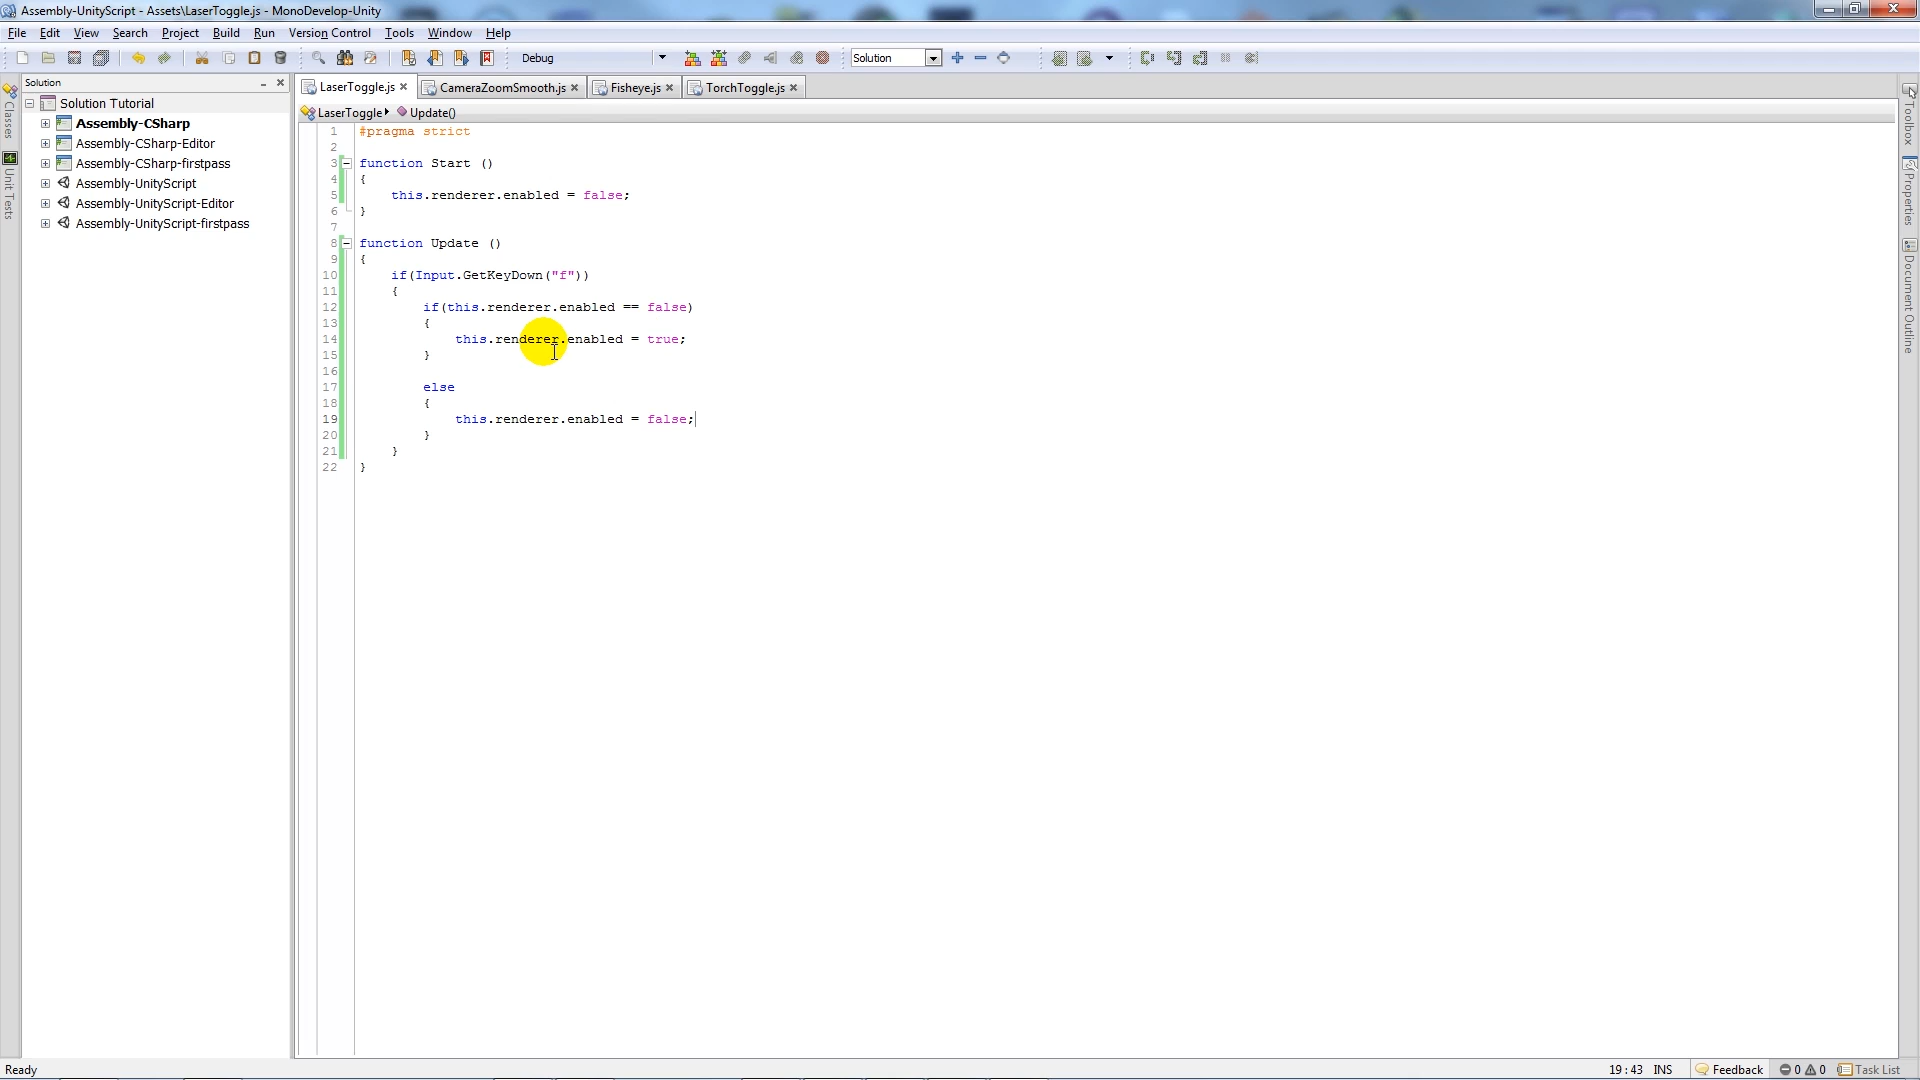 Assembly-UnityScript - Assets\LaserToggle.js - MonoDevelop-Unity
File Edit View Search Project Build Run Version Control Tools Window Help
Debug Solution
Solution
LaserToggle.js CameraZoomSmooth.js Fisheye.js TorchToggle.js
LaserToggle Update()
Classes
Unit Tests
Solution Tutorial
Assembly-CSharp
Assembly-CSharp-Editor
Assembly-CSharp-firstpass
Assembly-UnityScript
Assembly-UnityScript-Editor
Assembly-UnityScript-firstpass
1 #pragma strict
2
3 function Start ()
4 {
5 this.renderer.enabled = false;
6 }
7
8 function Update ()
9 {
10 if(Input.GetKeyDown("f"))
11 {
12 if(this.renderer.enabled == false)
13 {
14 this.renderer.enabled = true;
15 }
16
17 else
18 {
19 this.renderer.enabled = false;
20 }
21 }
22 }
Toolbox
Properties
Document Outline
Ready 19 : 43 INS Feedback 0 0 Task List